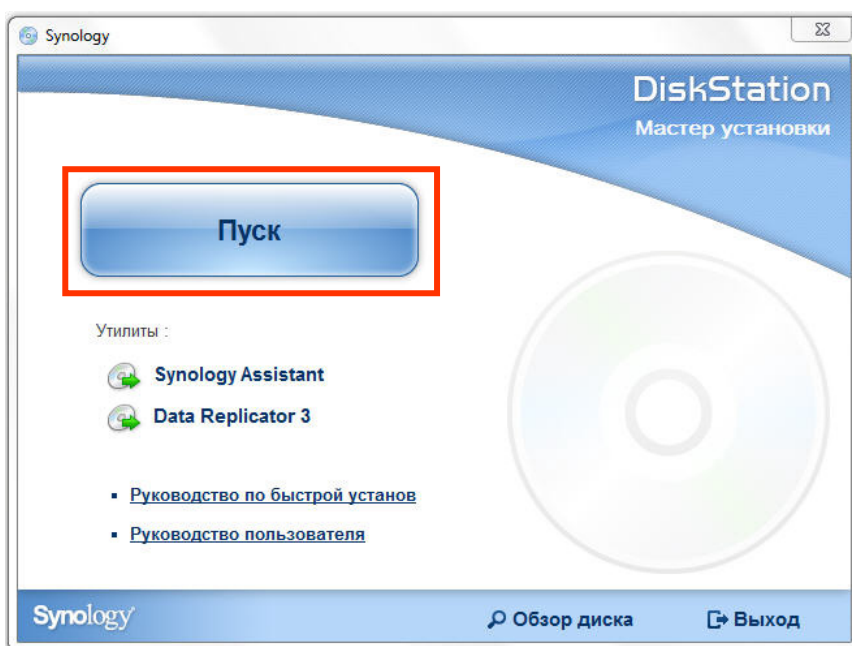 Synology
DiskStation
Мастер установки
Пуск
Утилиты :
Synology Assistant
Data Replicator 3
Руководство по быстрой установ
Руководство пользователя
Synology
Обзор диска
Выход